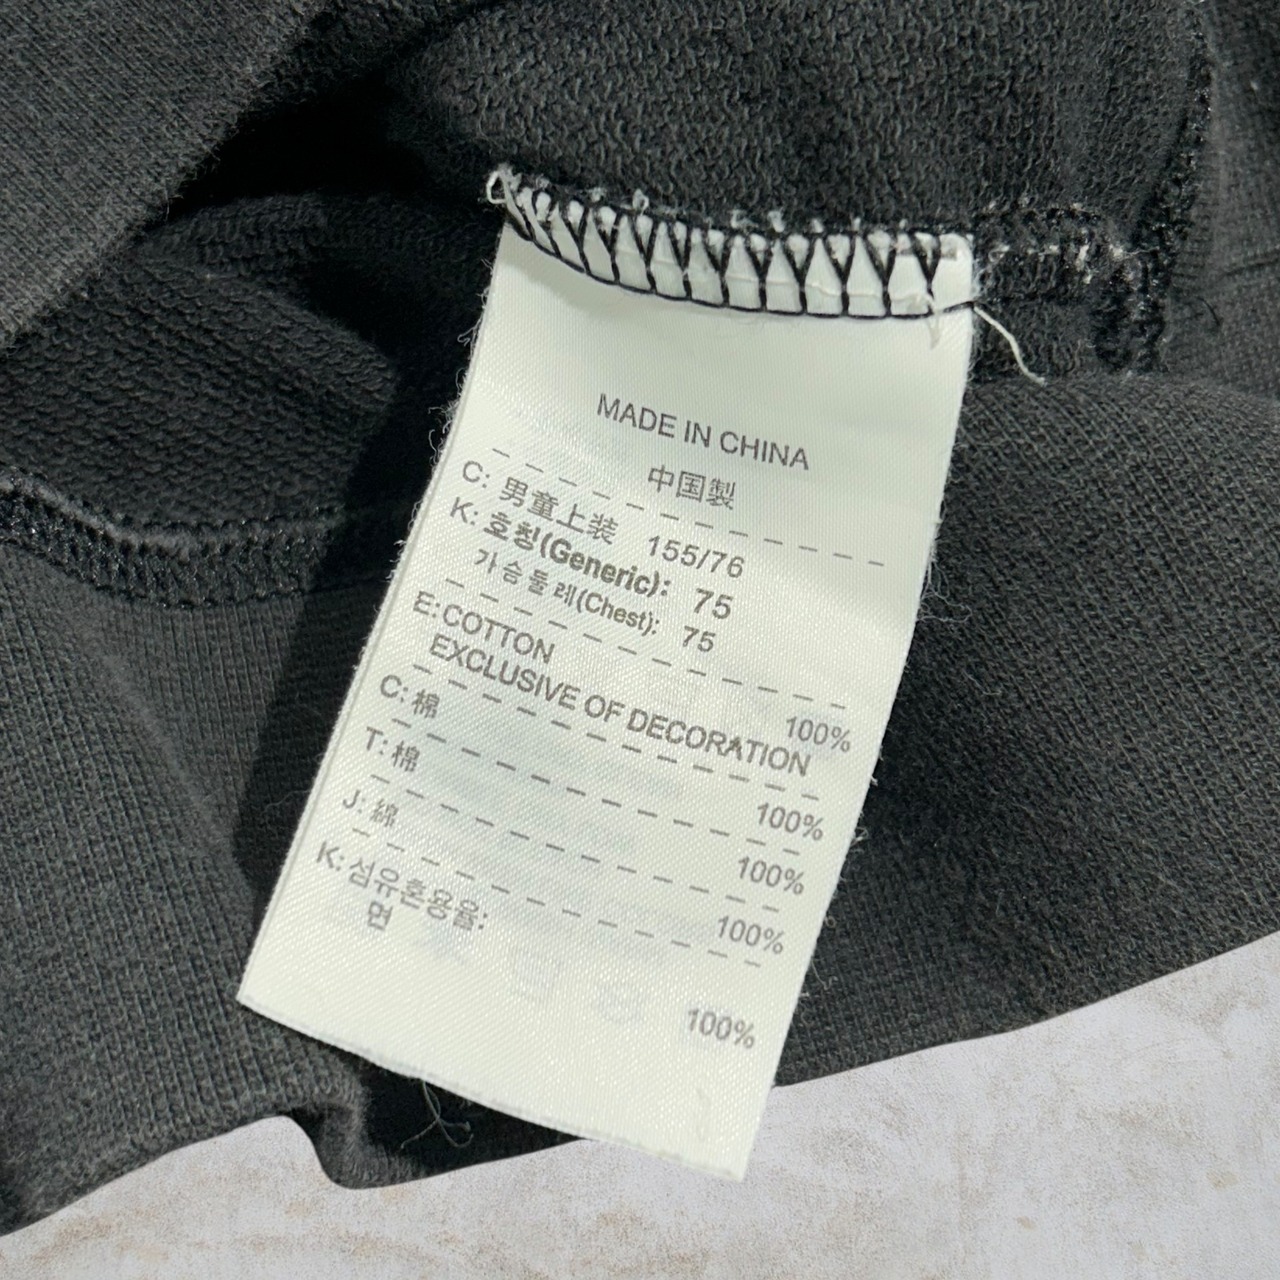 MADE IN CHINA
中国製
C: 男童上装 155/76
K: 호칭(Generic): 75
가슴둘레(Chest): 75
E: COTTON 100%
EXCLUSIVE OF DECORATION
C: 棉 100%
T: 棉 100%
J: 綿 100%
K: 섬유혼용율:
면 100%